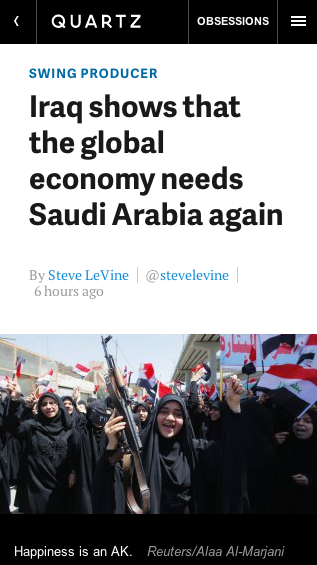 QUARTZ
OBSESSIONS
SWING PRODUCER
Iraq shows that
the global
economy needs
Saudi Arabia again
By Steve LeVine
@stevelevine
6 hours ago
Happiness is an AK. Reuters/Alaa Al-Marjani